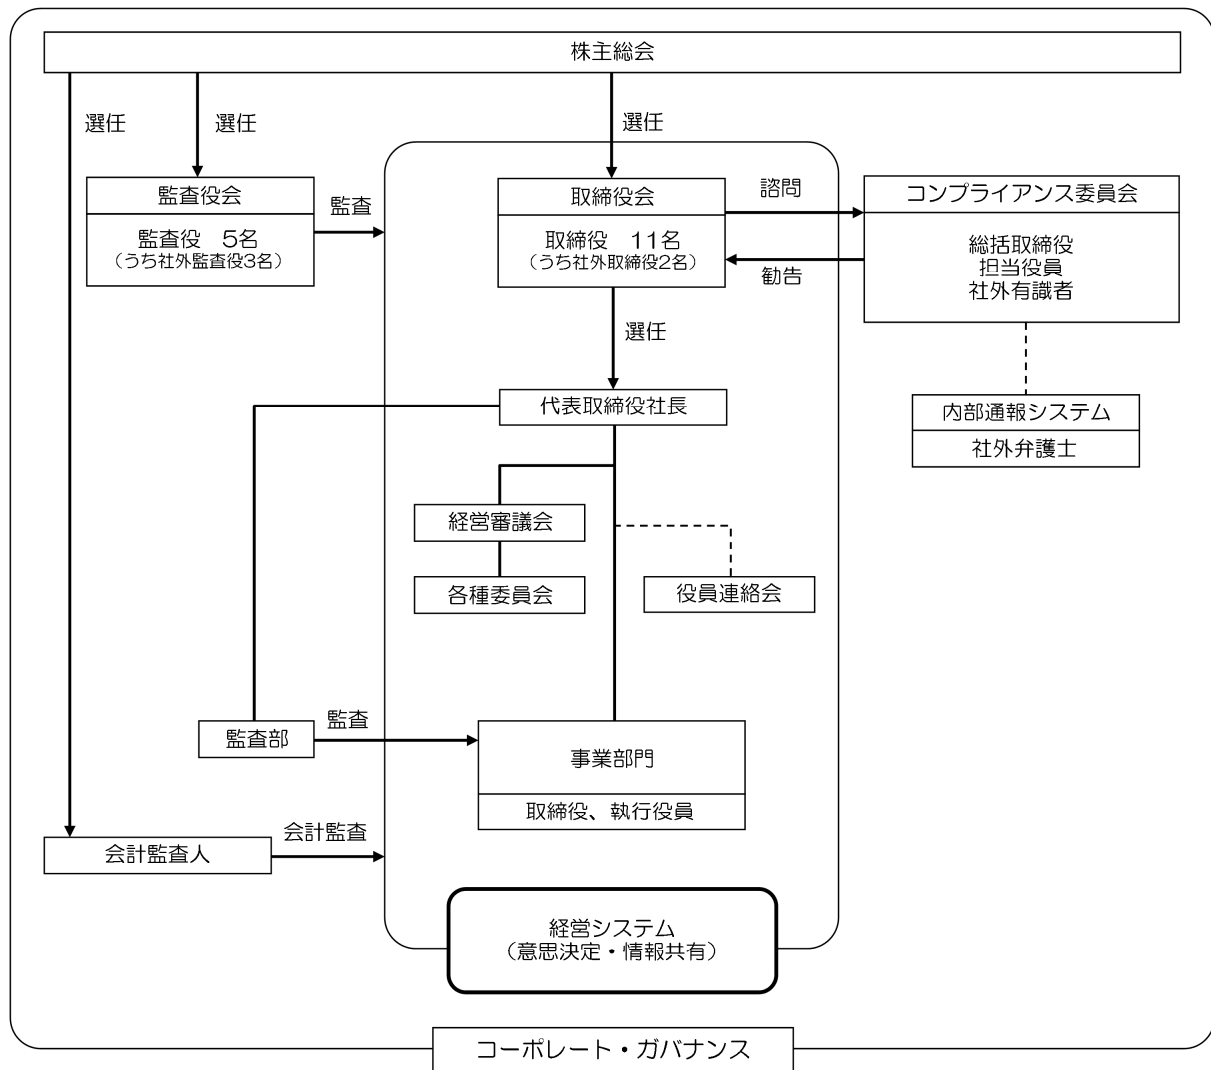 株主総会
選任
選任
選任
監査役会
監査役　5名
（うち社外監査役3名）
監査
取締役会
取締役　11名
（うち社外取締役2名）
諮問
勧告
コンプライアンス委員会
総括取締役
担当役員
社外有識者
選任
代表取締役社長
内部通報システム
社外弁護士
経営審議会
各種委員会
役員連絡会
監査部
監査
事業部門
取締役、執行役員
会計監査人
会計監査
経営システム
（意思決定・情報共有）
コーポレート・ガバナンス